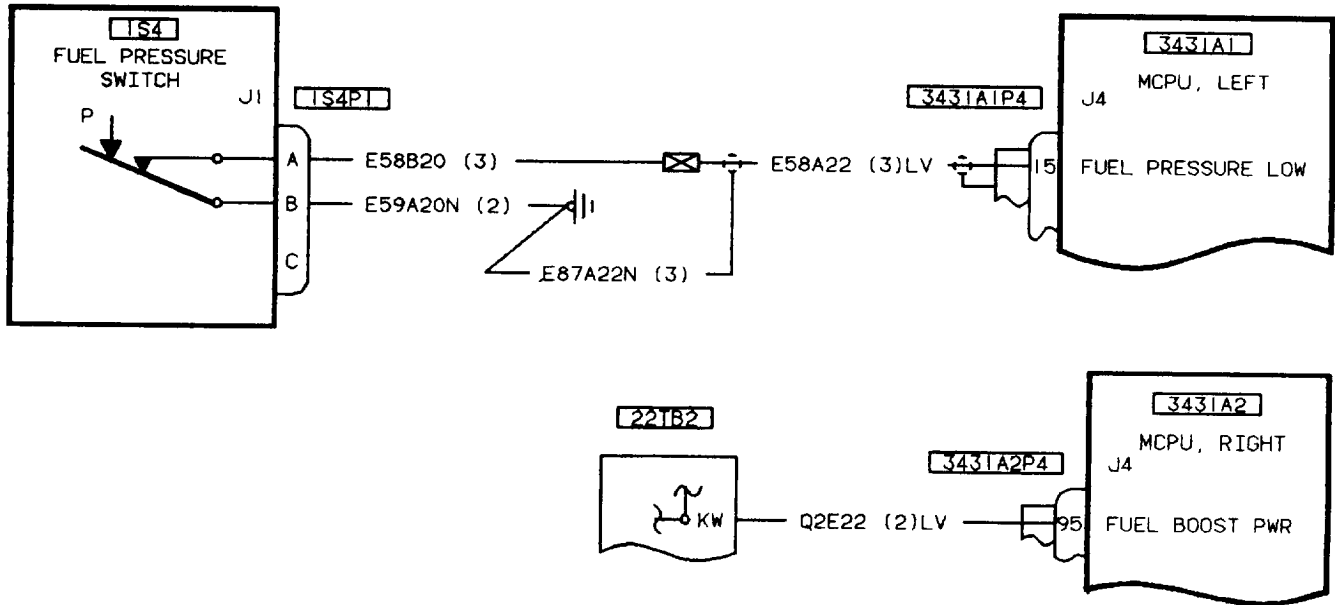 1S4
FUEL PRESSURE
SWITCH
J1
P
1S4P1
A
B
C
E58B20 (3)
E59A20N (2)
1
E87A22N (3)
E58A22 (3)LV
3431A1P4
3431A1
MCPU, LEFT
J4
15
FUEL PRESSURE LOW
22TB2
KW
Q2E22 (2)LV
3431A2P4
3431A2
MCPU, RIGHT
J4
95
FUEL BOOST PWR